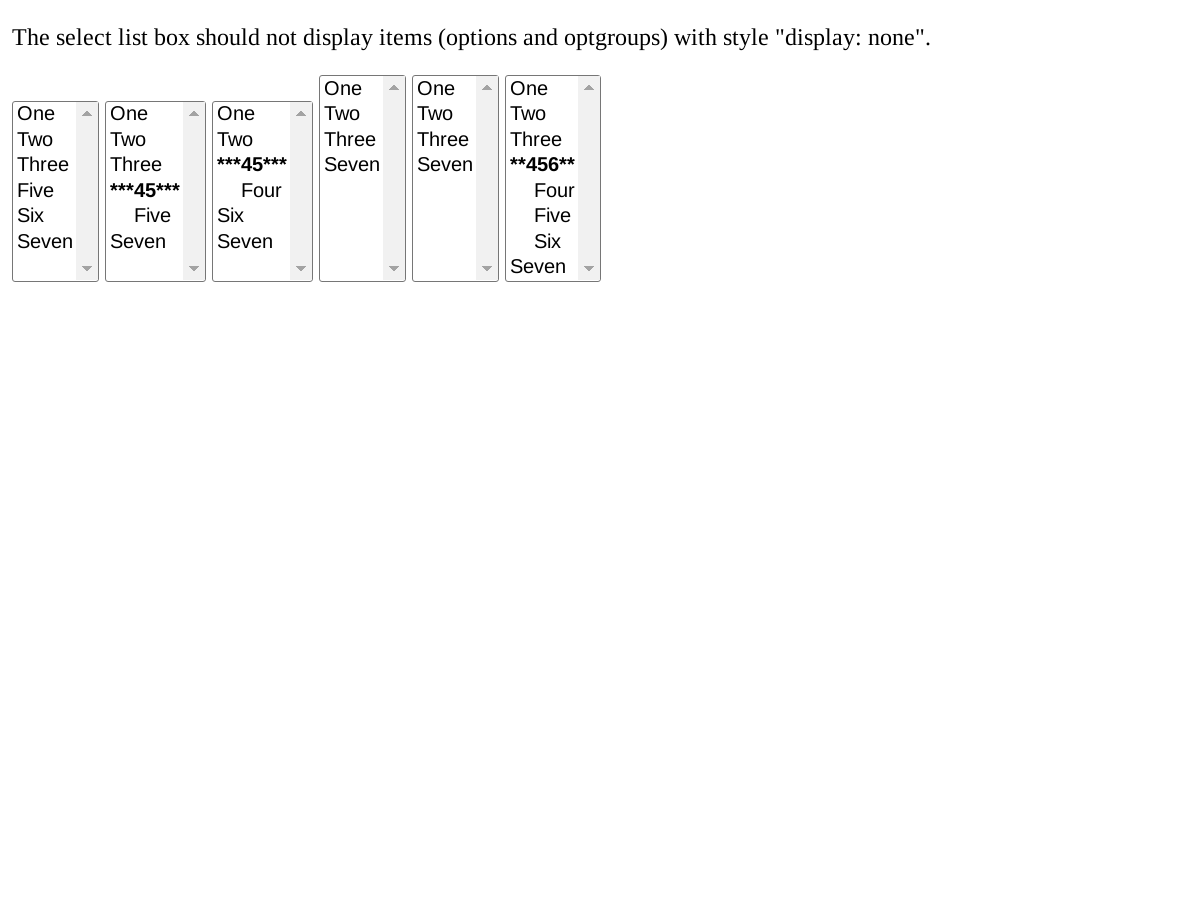 The select list box should not display items (options and optgroups) with style "display: none".
One
Two
Three
Five
Six
Seven
One
Two
Three
***45***
Five
Seven
One
Two
***45***
Four
Six
Seven
One
Two
Three
Seven
One
Two
Three
Seven
One
Two
Three
**456**
Four
Five
Six
Seven